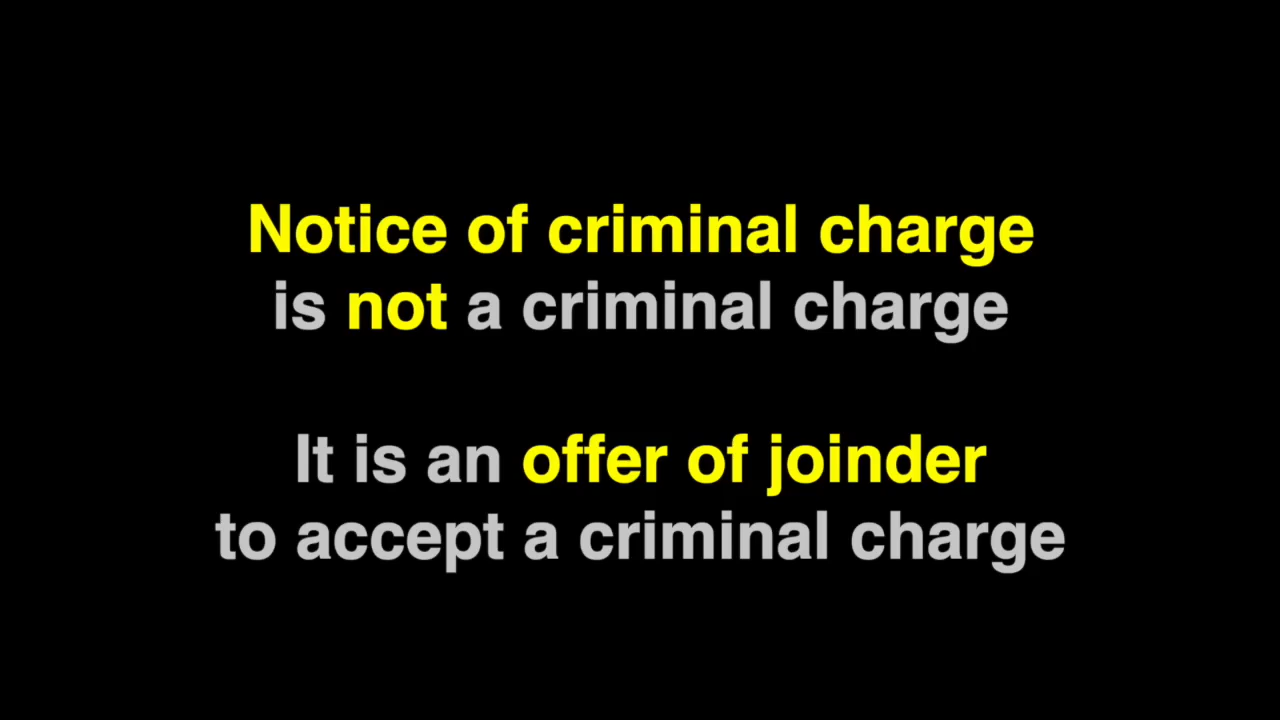 Notice of criminal charge
is not a criminal charge
It is an offer of joinder
to accept a criminal charge